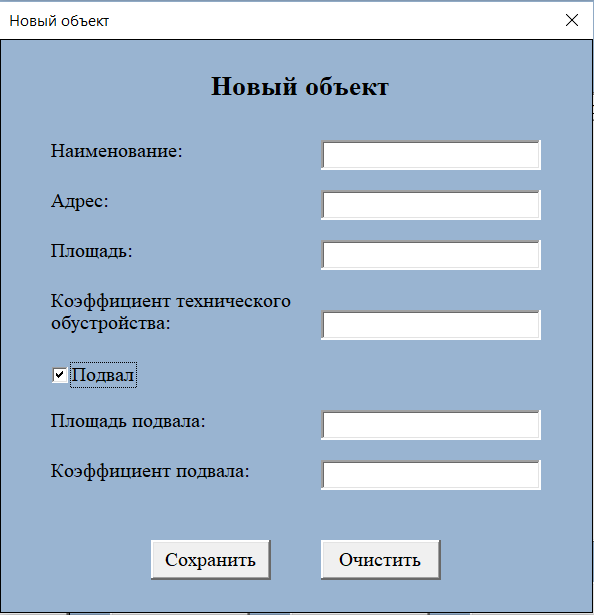 Новый объект
Новый объект
Наименование:
Адрес:
Площадь:
Коэффициент технического
обустройства:
Подвал
Площадь подвала:
Коэффициент подвала:
Сохранить
Очистить